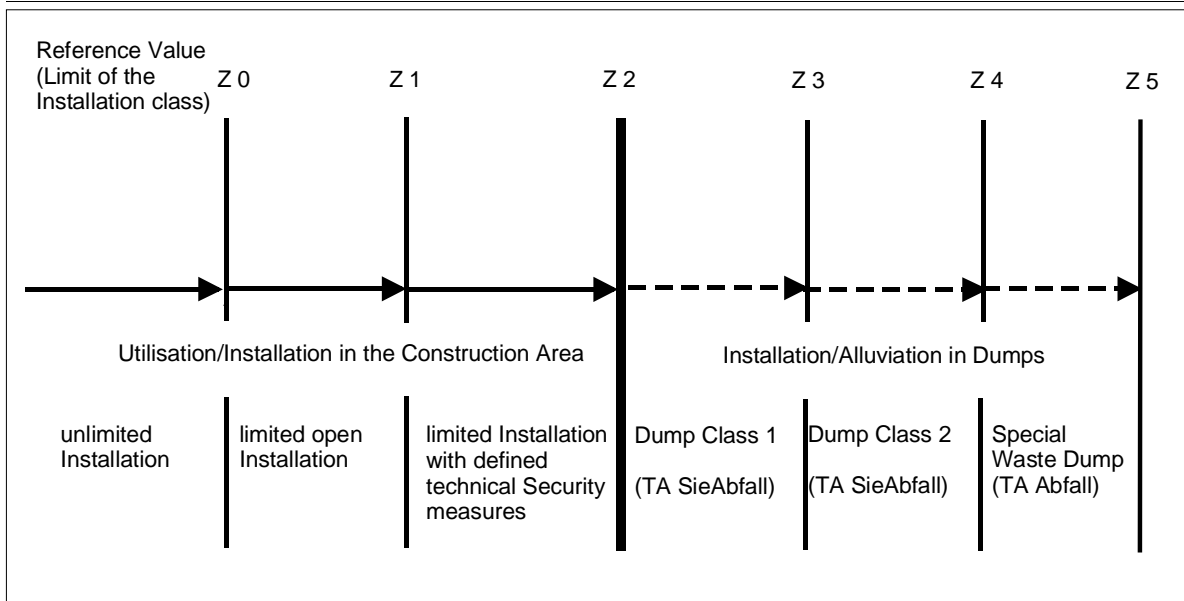 Reference Value
(Limit of the
Installation class)
Z 0
Z 1
Z 2
Z 3
Z 4
Z 5
Utilisation/Installation in the Construction Area
Installation/Alluviation in Dumps
unlimited
Installation
limited open
Installation
limited Installation
with defined
technical Security
measures
Dump Class 1
(TA SieAbfall)
Dump Class 2
(TA SieAbfall)
Special
Waste Dump
(TA Abfall)